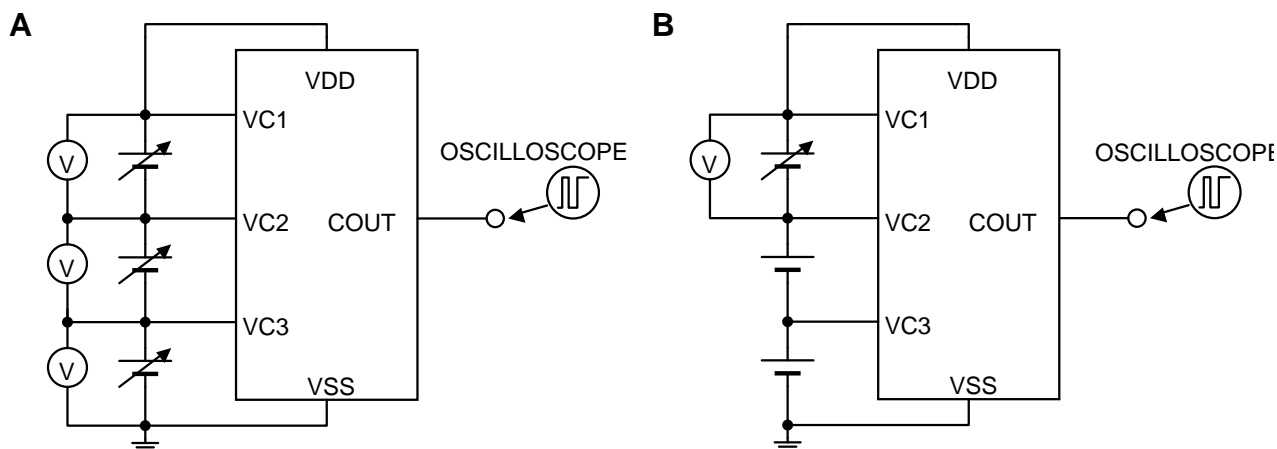 A
VDD
VC1
V
OSCILLOSCOPE
VC2
COUT
V
VC3
V
VSS
B
VDD
VC1
V
OSCILLOSCOPE
VC2
COUT
VC3
VSS